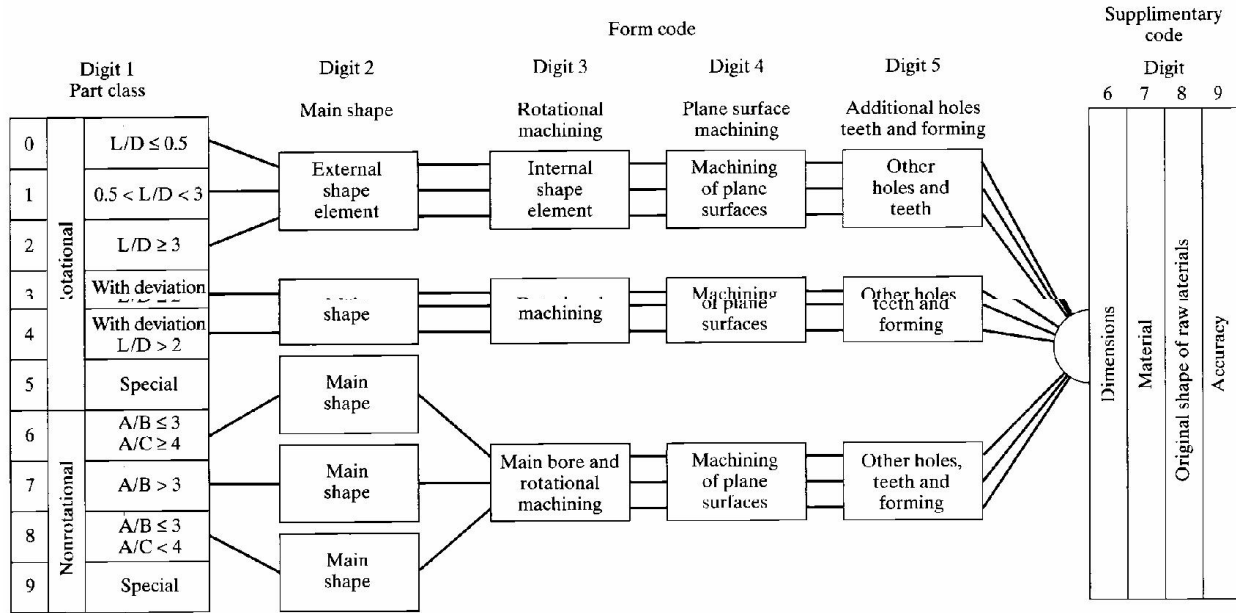 Form code
Supplimentary
code
Digit 1
Part class
Digit 2
Main shape
Digit 3
Rotational
machining
Digit 4
Plane surface
machining
Digit 5
Additional holes
teeth and forming
Digit
6 7 8 9
0
L/D ≤ 0.5
1
0.5 < L/D < 3
2
L/D ≥ 3
3
With deviation
4
With deviation
L/D > 2
5
Special
6
A/B ≤ 3
A/C ≥ 4
7
A/B > 3
8
A/B ≤ 3
A/C < 4
9
Special
Nonrotational
External
shape
element
Internal
shape
element
Machining
of plane
surfaces
Other
holes and
teeth
shape
machining
Machining
of plane
surfaces
Other holes
teeth and
forming
Main
shape
Main
shape
Main
shape
Main bore and
rotational
machining
Machining
of plane
surfaces
Other holes,
teeth and
forming
Dimensions
Material
Original shape of raw materials
Accuracy